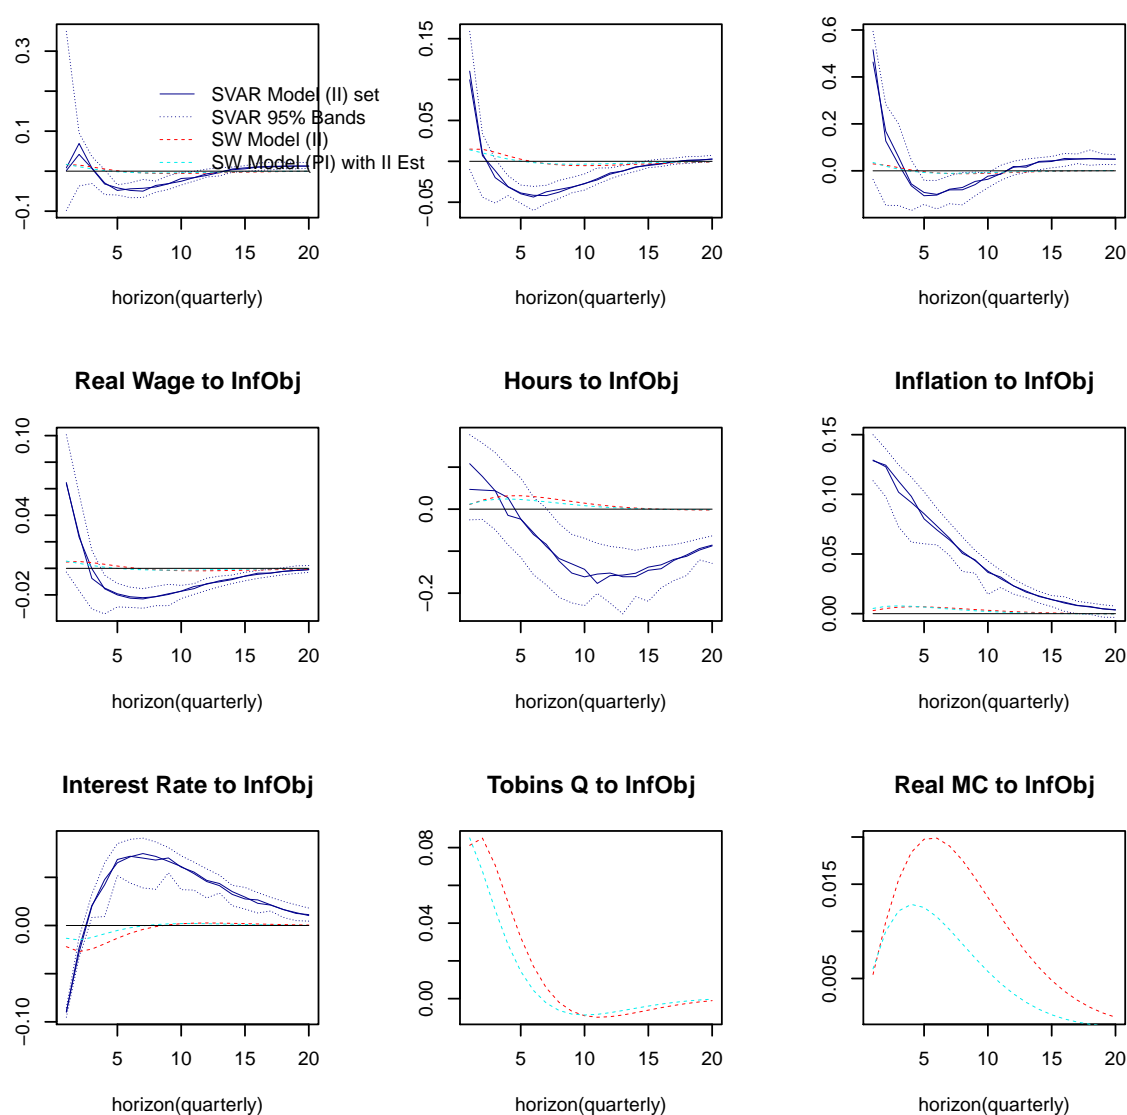 0.3
0.1
−0.1
SVAR Model (II) set
SVAR 95% Bands
SW Model (II)
SW Model (PI) with II Est
5 10 15 20
horizon(quarterly)
0.15
0.05
−0.05
5 10 15 20
horizon(quarterly)
0.6
0.4
0.2
0.0
5 10 15 20
horizon(quarterly)
Real Wage to InfObj
0.10
0.04
−0.02
5 10 15 20
horizon(quarterly)
Hours to InfObj
0.0
−0.2
5 10 15 20
horizon(quarterly)
Inflation to InfObj
0.15
0.10
0.05
0.00
5 10 15 20
horizon(quarterly)
Interest Rate to InfObj
0.00
−0.10
5 10 15 20
horizon(quarterly)
Tobins Q to InfObj
0.08
0.04
0.00
5 10 15 20
horizon(quarterly)
Real MC to InfObj
0.015
0.005
5 10 15 20
horizon(quarterly)